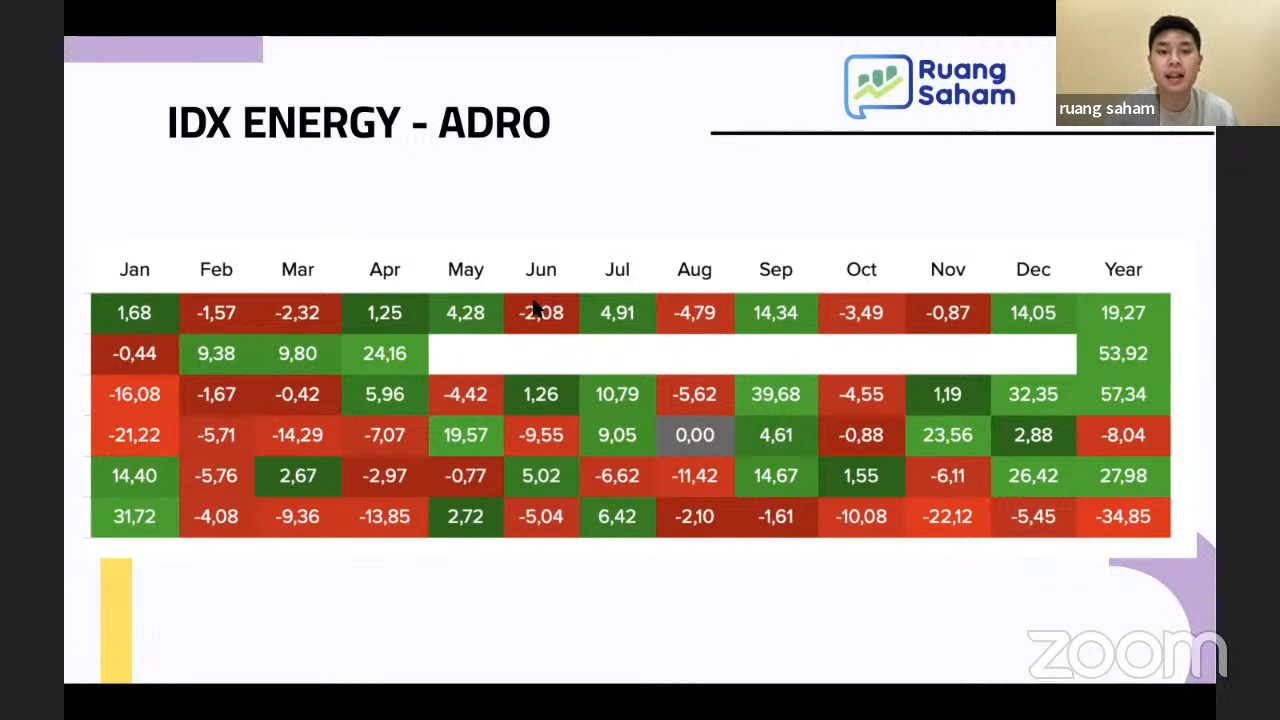 Ruang
Saham
ruang saham
IDX ENERGY - ADRO
Jan Feb Mar Apr May Jun Jul Aug Sep Oct Nov Dec Year
1,68 -1,57 -2,32 1,25 4,28 -2,08 4,91 -4,79 14,34 -3,49 -0,87 14,05 19,27
-0,44 9,38 9,80 24,16 53,92
-16,08 -1,67 -0,42 5,96 -4,42 1,26 10,79 -5,62 39,68 -4,55 1,19 32,35 57,34
-21,22 -5,71 -14,29 -7,07 19,57 -9,55 9,05 0,00 4,61 -0,88 23,56 2,88 -8,04
14,40 -5,76 2,67 -2,97 -0,77 5,02 -6,62 -11,42 14,67 1,55 -6,11 26,42 27,98
31,72 -4,08 -9,36 -13,85 2,72 -5,04 6,42 -2,10 -1,61 -10,08 -22,12 -5,45 -34,85
zoom